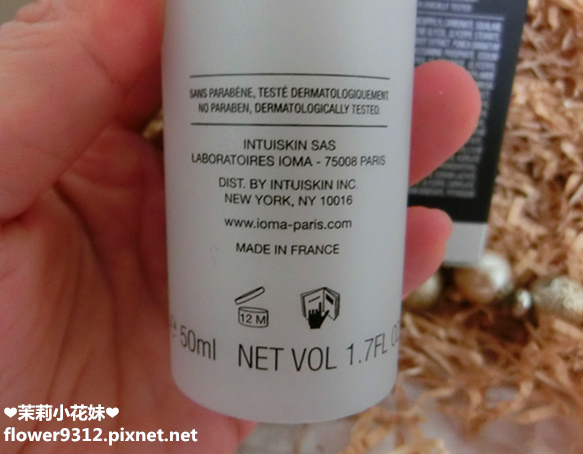 SANS PARABÈNE, TESTÉ DERMATOLOGIQUEMENT.
NO PARABEN, DERMATOLOGICALLY TESTED.
INTUISKIN SAS
LABORATOIRES IOMA - 75008 PARIS
DIST. BY INTUISKIN INC.
NEW YORK, NY 10016
www.ioma-paris.com
MADE IN FRANCE
12 M
e 50ml NET VOL 1.7FL
❤茉莉小花妹❤
flower9312.pixnet.net